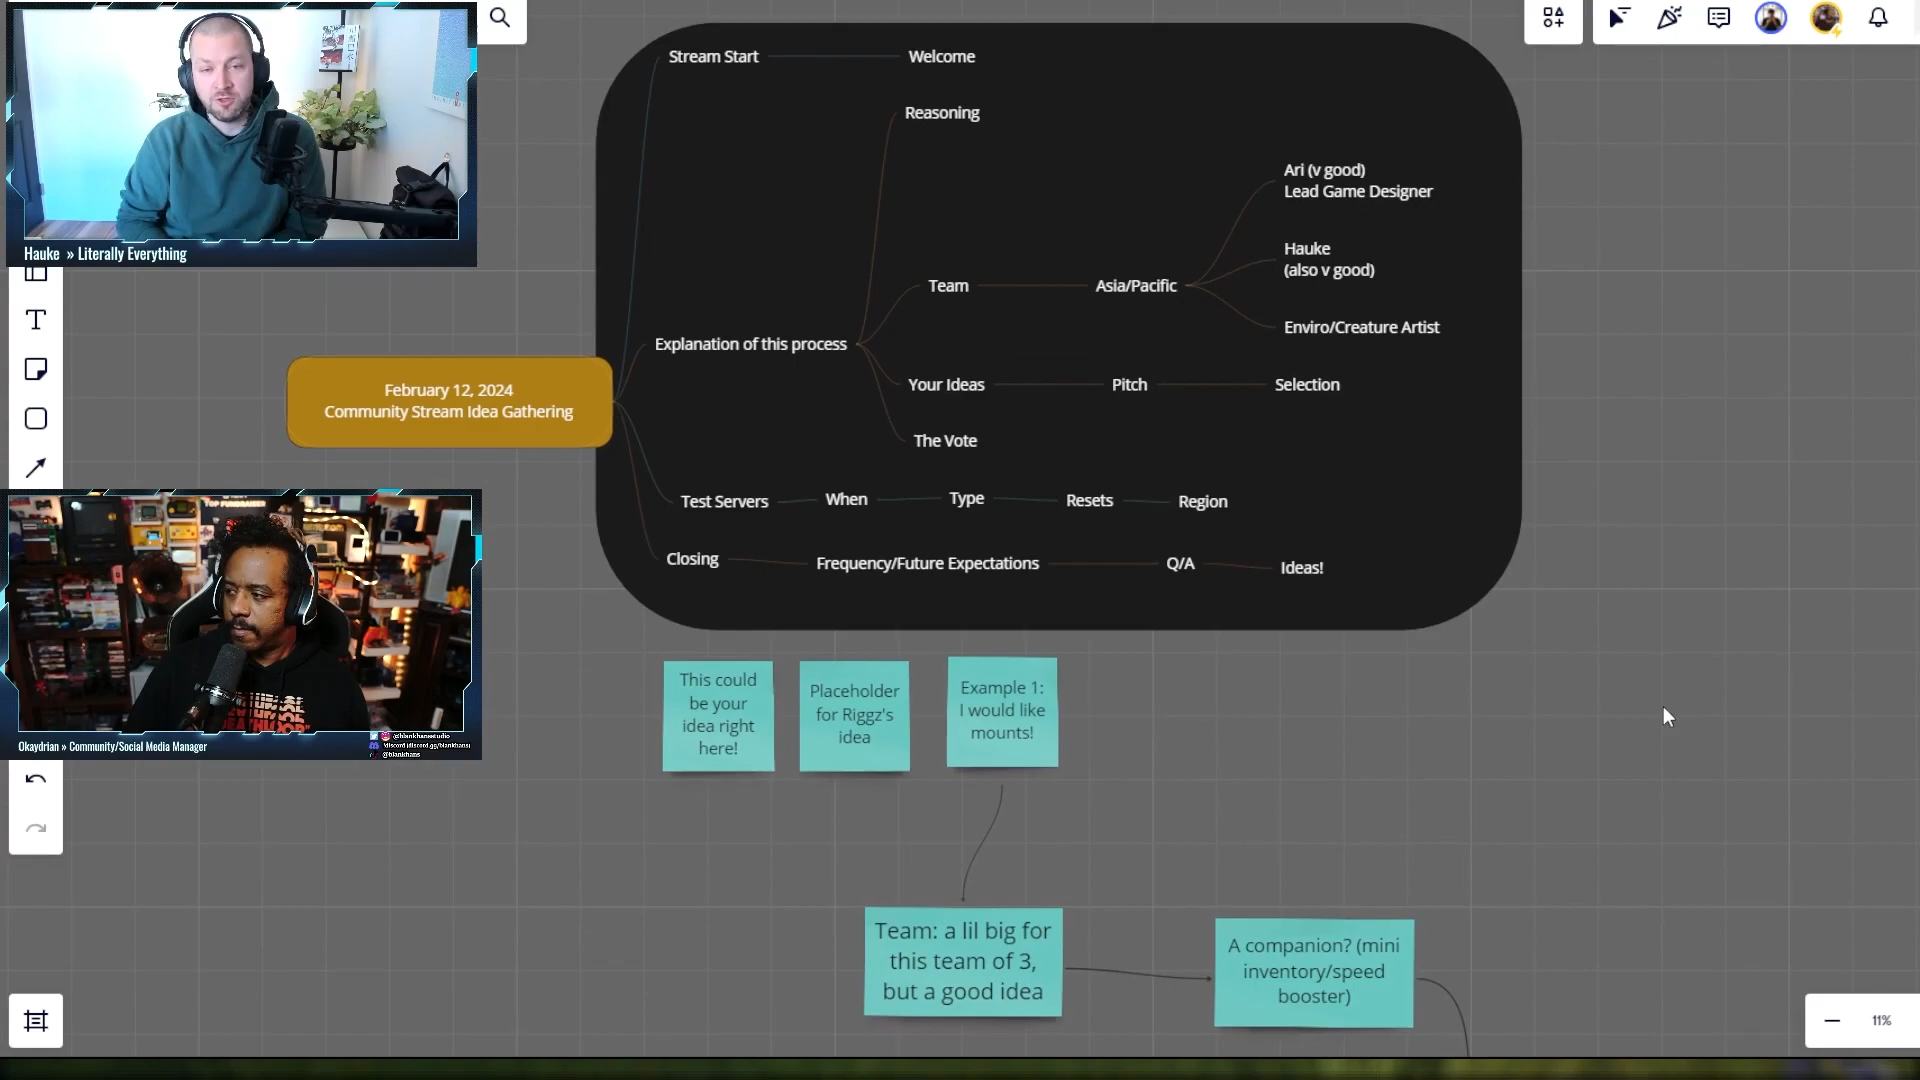 Hauke » Literally Everything
Stream Start
Welcome
Reasoning
Ari (v good)
Lead Game Designer
Hauke
(also v good)
Team
Asia/Pacific
Enviro/Creature Artist
Explanation of this process
Your Ideas
Pitch
Selection
February 12, 2024
Community Stream Idea Gathering
The Vote
Test Servers
When
Type
Resets
Region
Closing
Frequency/Future Expectations
Q/A
Ideas!
TOP FUNDRAISER
Okaydrian » Community/Social Media Manager
@blankhansstudio
@blankhans
This could
be your
idea right
here!
Placeholder
for Riggz's
idea
Example 1:
I would like
mounts!
Team: a lil big for
this team of 3,
but a good idea
A companion? (mini
inventory/speed
booster)
11%